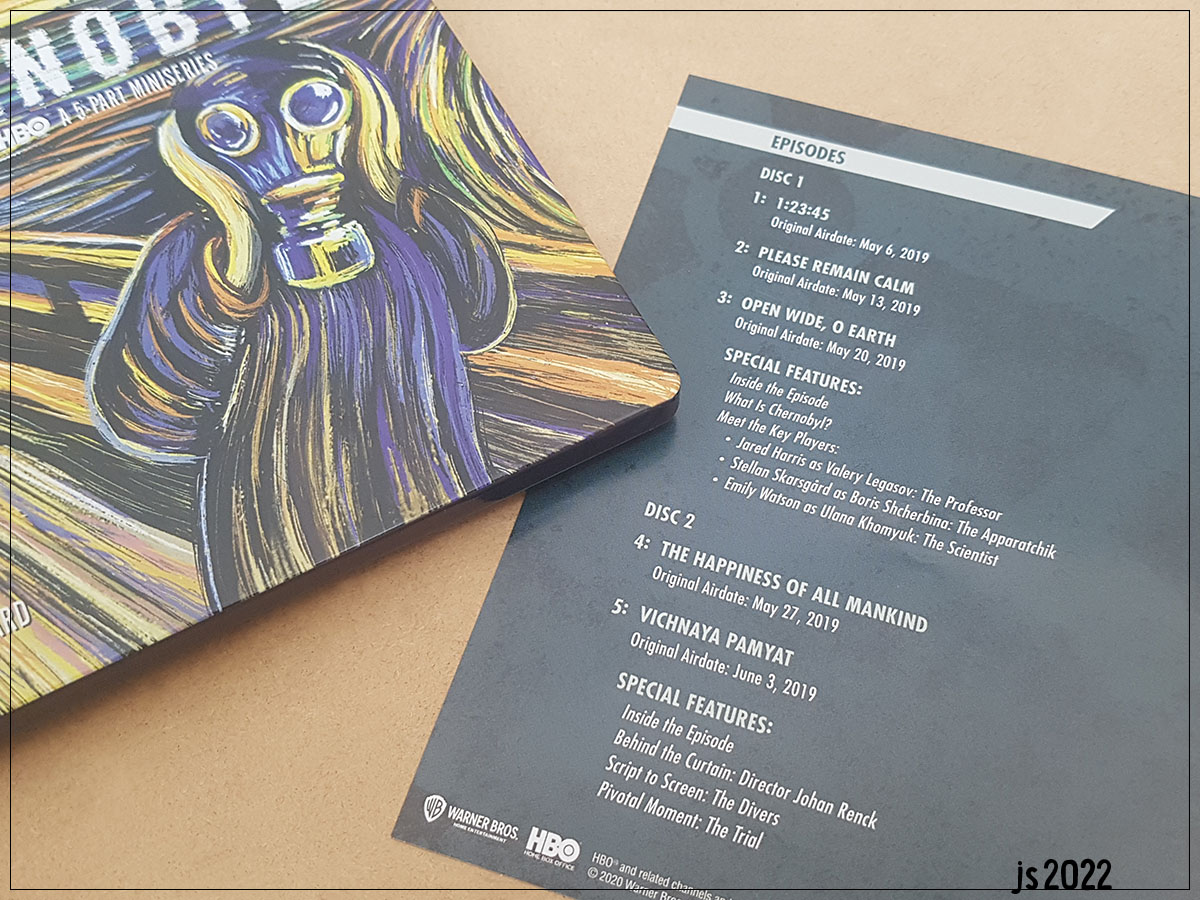 NOBY
HBO A 5-PART MINISERIES
ARD
EPISODES
DISC 1
1: 1:23:45
Original Airdate: May 6, 2019
2: PLEASE REMAIN CALM
Original Airdate: May 13, 2019
3: OPEN WIDE, O EARTH
Original Airdate: May 20, 2019
SPECIAL FEATURES:
Inside the Episode
What Is Chernobyl?
Meet the Key Players:
• Jared Harris as Valery Legasov: The Professor
• Stellan Skarsgård as Boris Shcherbina: The Apparatchik
• Emily Watson as Ulana Khomyuk: The Scientist
DISC 2
4: THE HAPPINESS OF ALL MANKIND
Original Airdate: May 27, 2019
5: VICHNAYA PAMYAT
Original Airdate: June 3, 2019
SPECIAL FEATURES:
Inside the Episode
Behind the Curtain: Director Johan Renck
Script to Screen: The Divers
Pivotal Moment: The Trial
WB WARNER BROS.
HOME ENTERTAINMENT
HBO
HOME BOX OFFICE
HBO® and related channels an
© 2020 Warner Bro
js2022